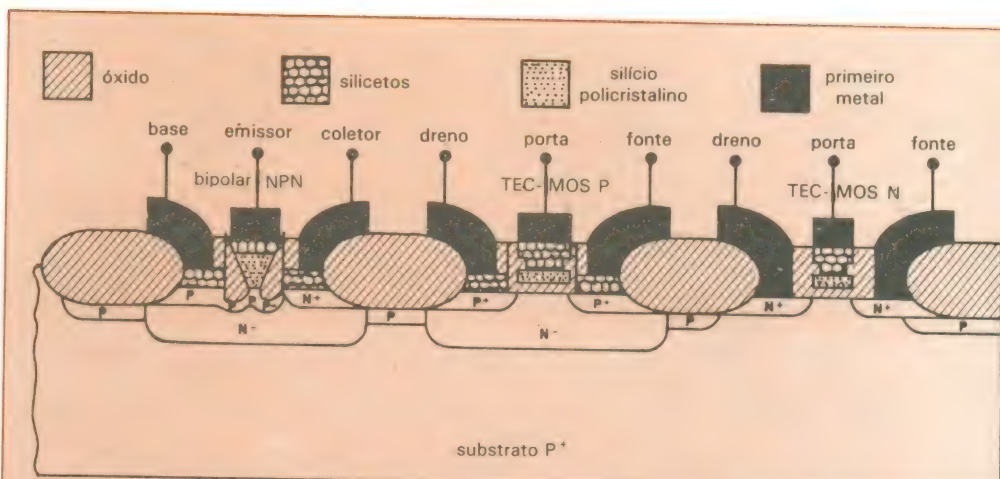 óxido
silicetos
silício
policristalino
primeiro
metal
base
emissor
coletor
dreno
porta
fonte
dreno
porta
fonte
bipolar NPN
TEC-MOS P
TEC-MOS N
P
P
P
P
P
N+
N-
P
P+
P+
N-
P
N+
N+
P
substrato P+